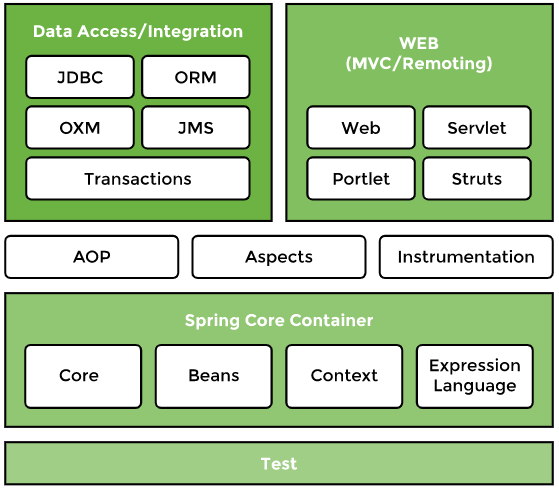 Data Access/Integration
JDBC
ORM
OXM
JMS
Transactions
WEB
(MVC/Remoting)
Web
Servlet
Portlet
Struts
AOP
Aspects
Instrumentation
Spring Core Container
Core
Beans
Context
Expression
Language
Test